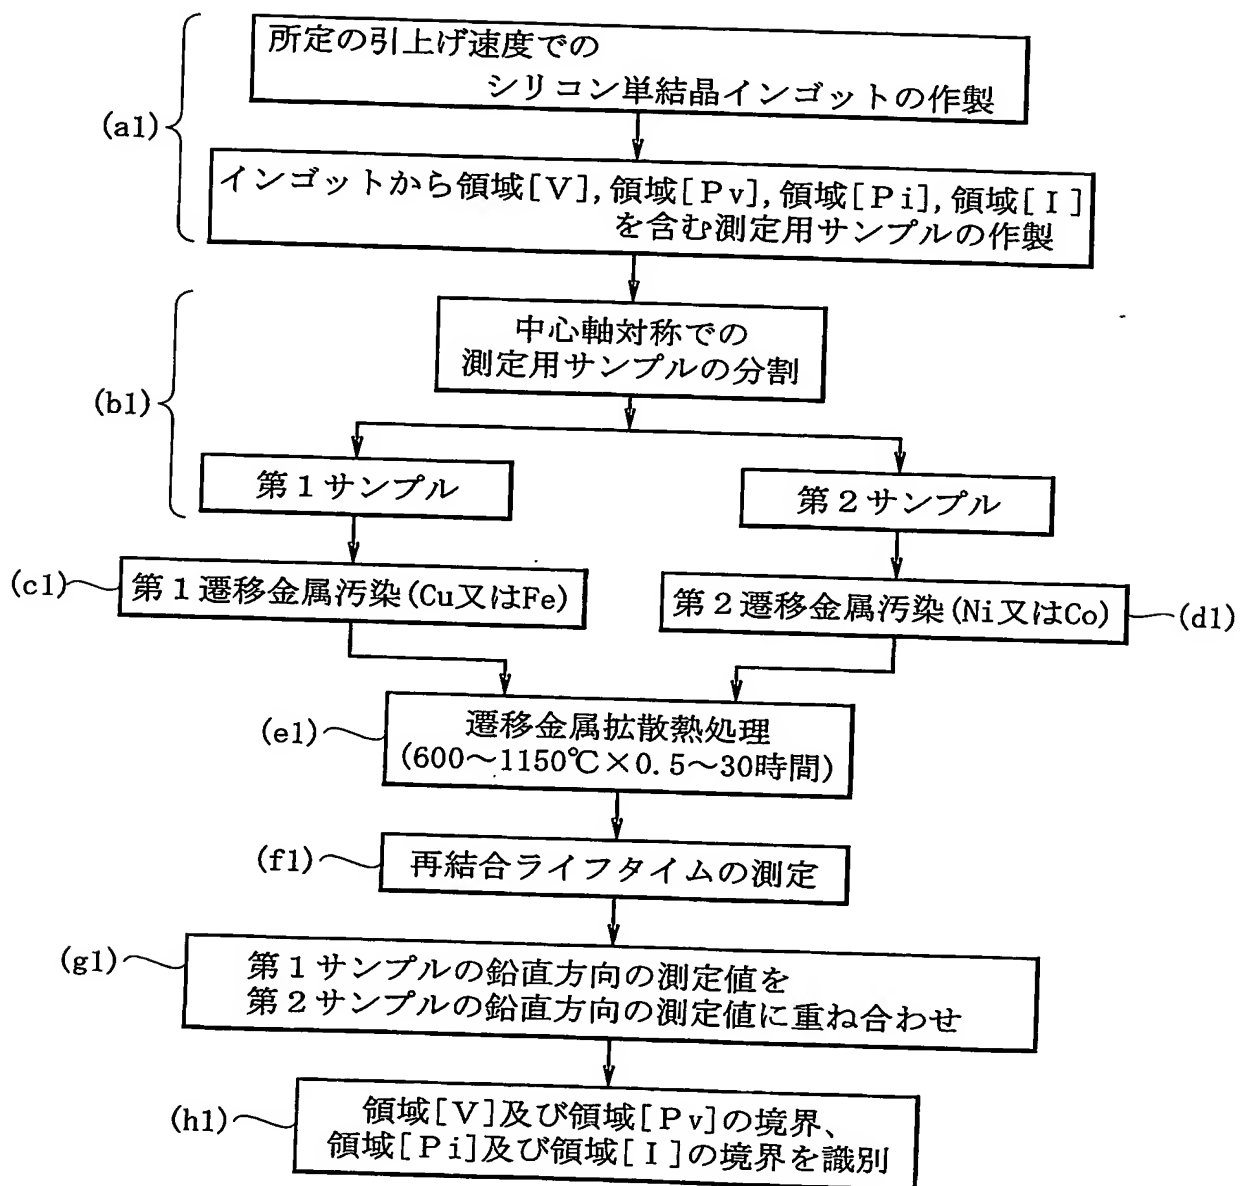 所定の引上げ速度での
シリコン単結晶インゴットの作製
(a1)
インゴットから領域[V],領域[Pv],領域[Pi],領域[I]
を含む測定用サンプルの作製
中心軸対称での
測定用サンプルの分割
(b1)
第1サンプル
第2サンプル
(c1)
第1遷移金属汚染(Cu又はFe)
第2遷移金属汚染(Ni又はCo)
(d1)
(e1)
遷移金属拡散熱処理
(600～1150℃×0.5～30時間)
(f1)
再結合ライフタイムの測定
(g1)
第1サンプルの鉛直方向の測定値を
第2サンプルの鉛直方向の測定値に重ね合わせ
(h1)
領域[V]及び領域[Pv]の境界、
領域[Pi]及び領域[I]の境界を識別